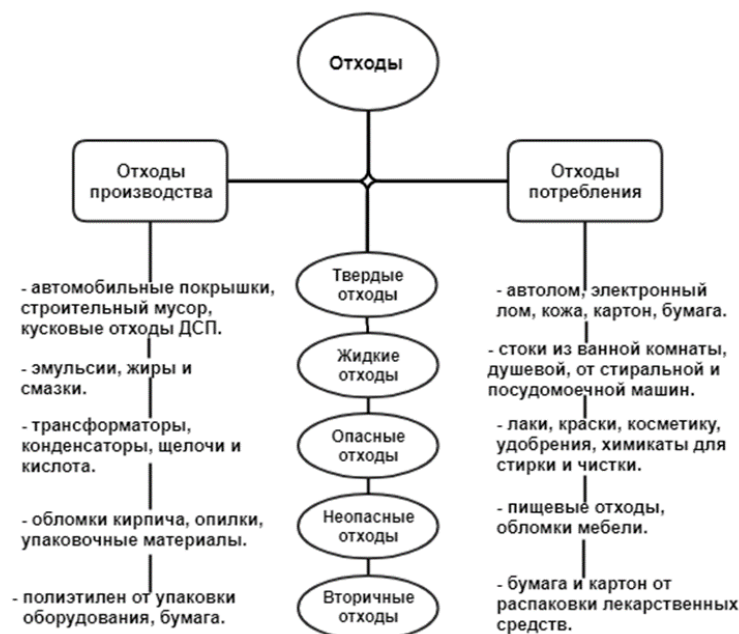 Отходы
Отходы
производства
Отходы
потребления
- автомобильные покрышки,
строительный мусор,
кусковые отходы ДСП.
Твердые
отходы
- автолом, электронный
лом, кожа, картон, бумага.
- эмульсии, жиры и
смазки.
Жидкие
отходы
- стоки из ванной комнаты,
душевой, от стиральной и
посудомоечной машин.
- трансформаторы,
конденсаторы, щелочи и
кислота.
Опасные
отходы
- лаки, краски, косметику,
удобрения, химикаты для
стирки и чистки.
- обломки кирпича, опилки,
упаковочные материалы.
Неопасные
отходы
- пищевые отходы,
обломки мебели.
- полиэтилен от упаковки
оборудования, бумага.
Вторичные
отходы
- бумага и картон от
распаковки лекарственных
средств.